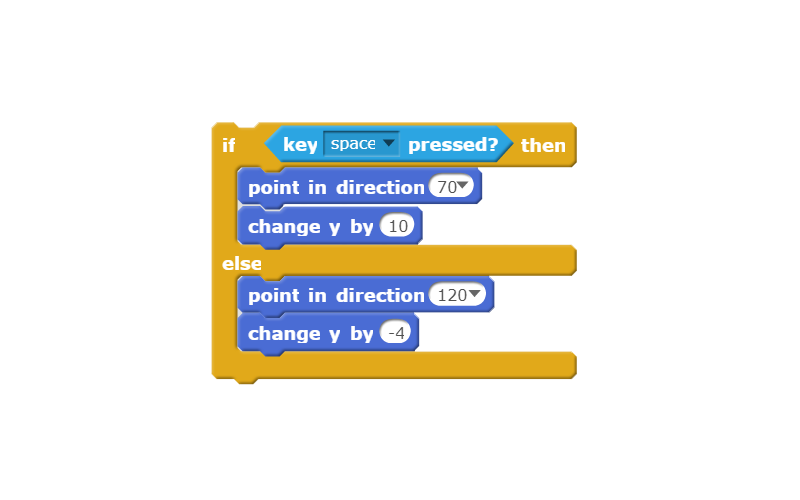 if key space pressed? then
point in direction 70
change y by 10
else
point in direction 120
change y by -4